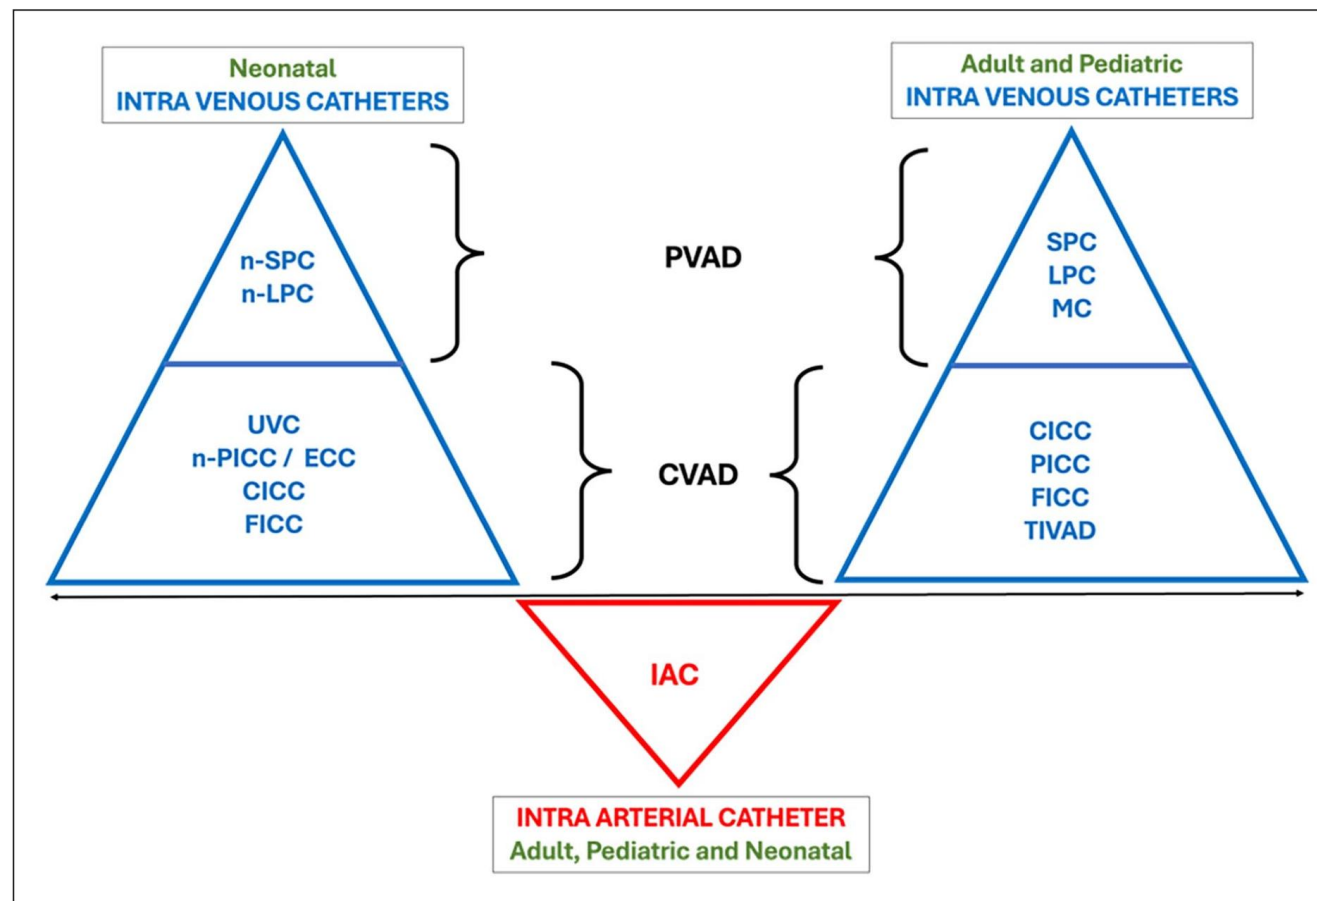 Neonatal
INTRA VENOUS CATHETERS
Adult and Pediatric
INTRA VENOUS CATHETERS
n-SPC
n-LPC
PVAD
SPC
LPC
MC
UVC
n-PICC / ECC
CICC
FICC
CVAD
CICC
PICC
FICC
TIVAD
IAC
INTRA ARTERIAL CATHETER
Adult, Pediatric and Neonatal